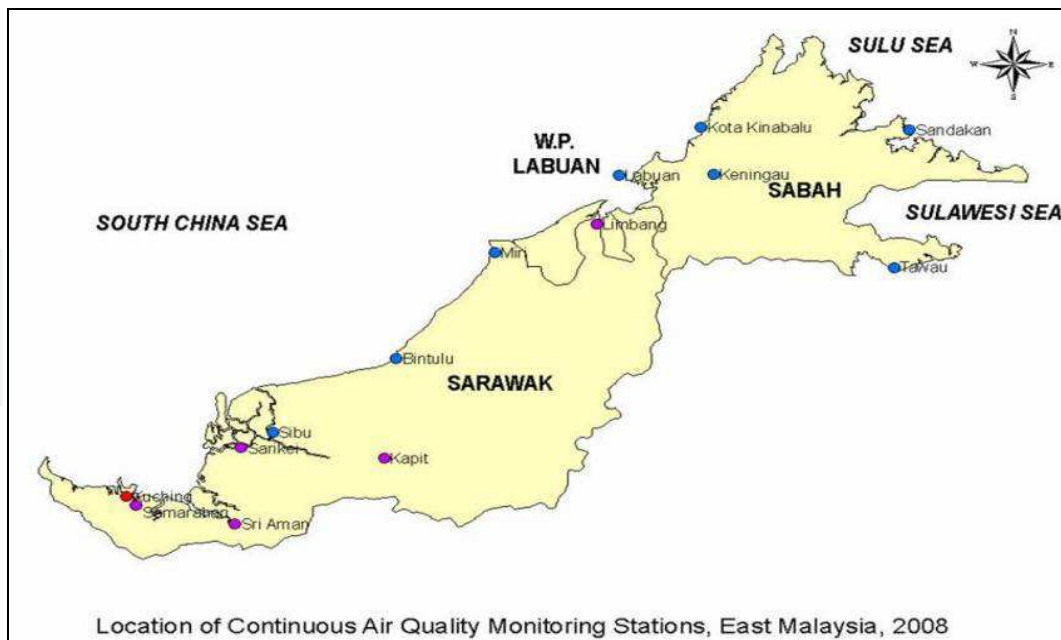 SULU SEA
N
W
E
S
Kota Kinabalu
Sandakan
W.P.
LABUAN
Labuan
Keningau
SABAH
SOUTH CHINA SEA
SULAWESI SEA
Limbang
Miri
Tawau
Bintulu
SARAWAK
Sibu
Sarikei
Kapit
Kuching
Samarahan
Sri Aman
Location of Continuous Air Quality Monitoring Stations, East Malaysia, 2008